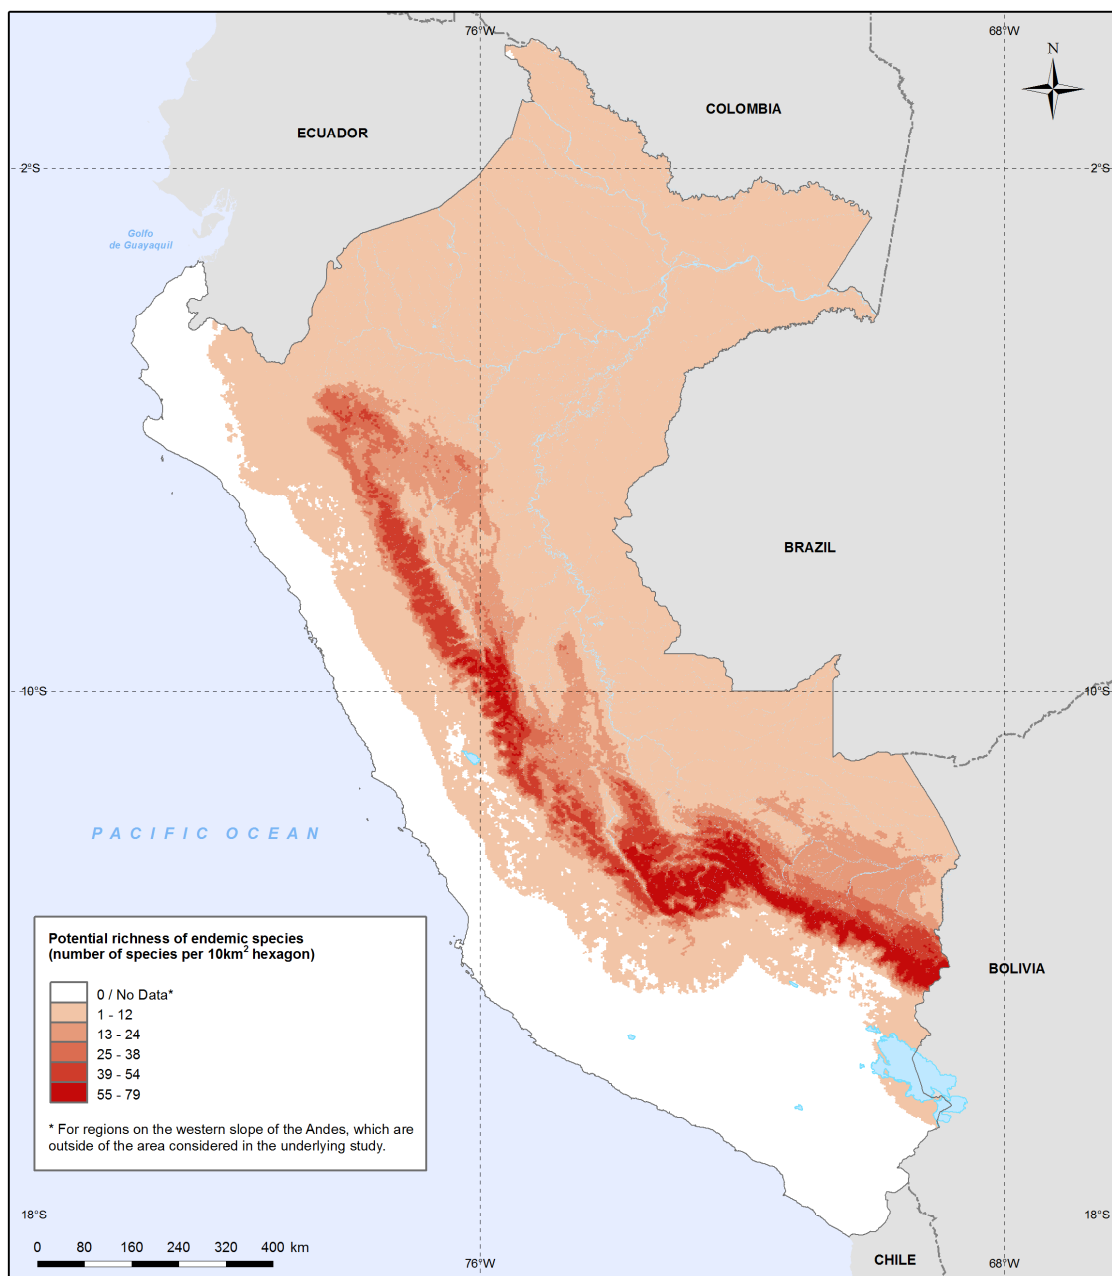 76°W
68°W
N
COLOMBIA
ECUADOR
2°S
2°S
Golfo
de Guayaquil
BRAZIL
10°S
10°S
PACIFIC OCEAN
Potential richness of endemic species
(number of species per 10km² hexagon)
0 / No Data*
1 - 12
13 - 24
25 - 38
39 - 54
55 - 79
* For regions on the western slope of the Andes, which are
outside of the area considered in the underlying study.
BOLIVIA
18°S
18°S
0 80 160 240 320 400 km
76°W
68°W
CHILE